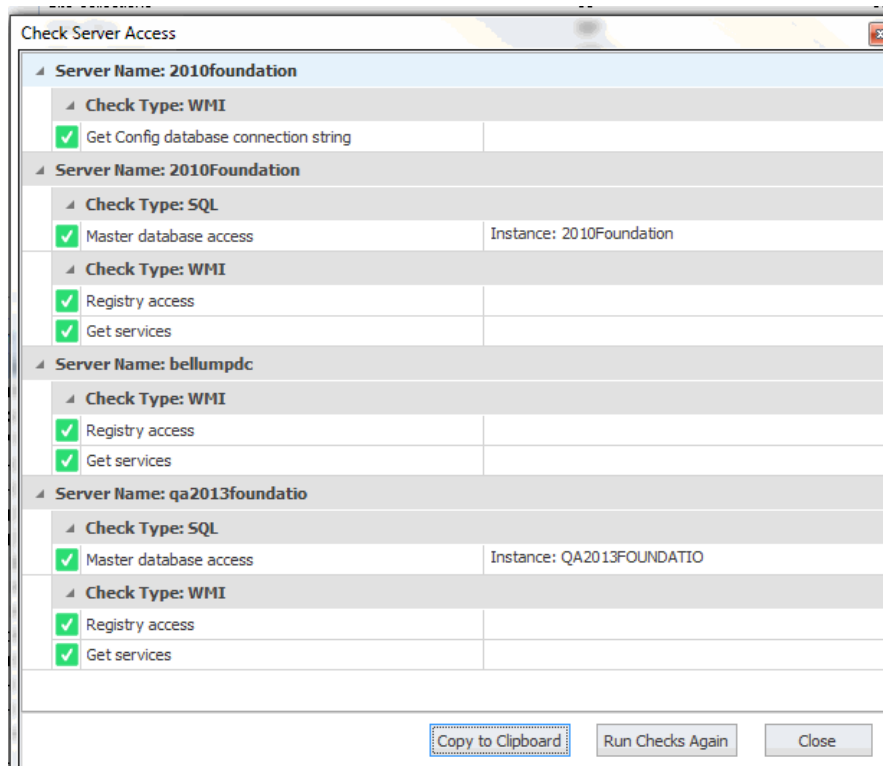 Check Server Access
Server Name: 2010foundation
Check Type: WMI
Get Config database connection string
Server Name: 2010Foundation
Check Type: SQL
Master database access Instance: 2010Foundation
Check Type: WMI
Registry access
Get services
Server Name: bellumpdc
Check Type: WMI
Registry access
Get services
Server Name: qa2013foundatio
Check Type: SQL
Master database access Instance: QA2013FOUNDATIO
Check Type: WMI
Registry access
Get services
Copy to Clipboard Run Checks Again Close